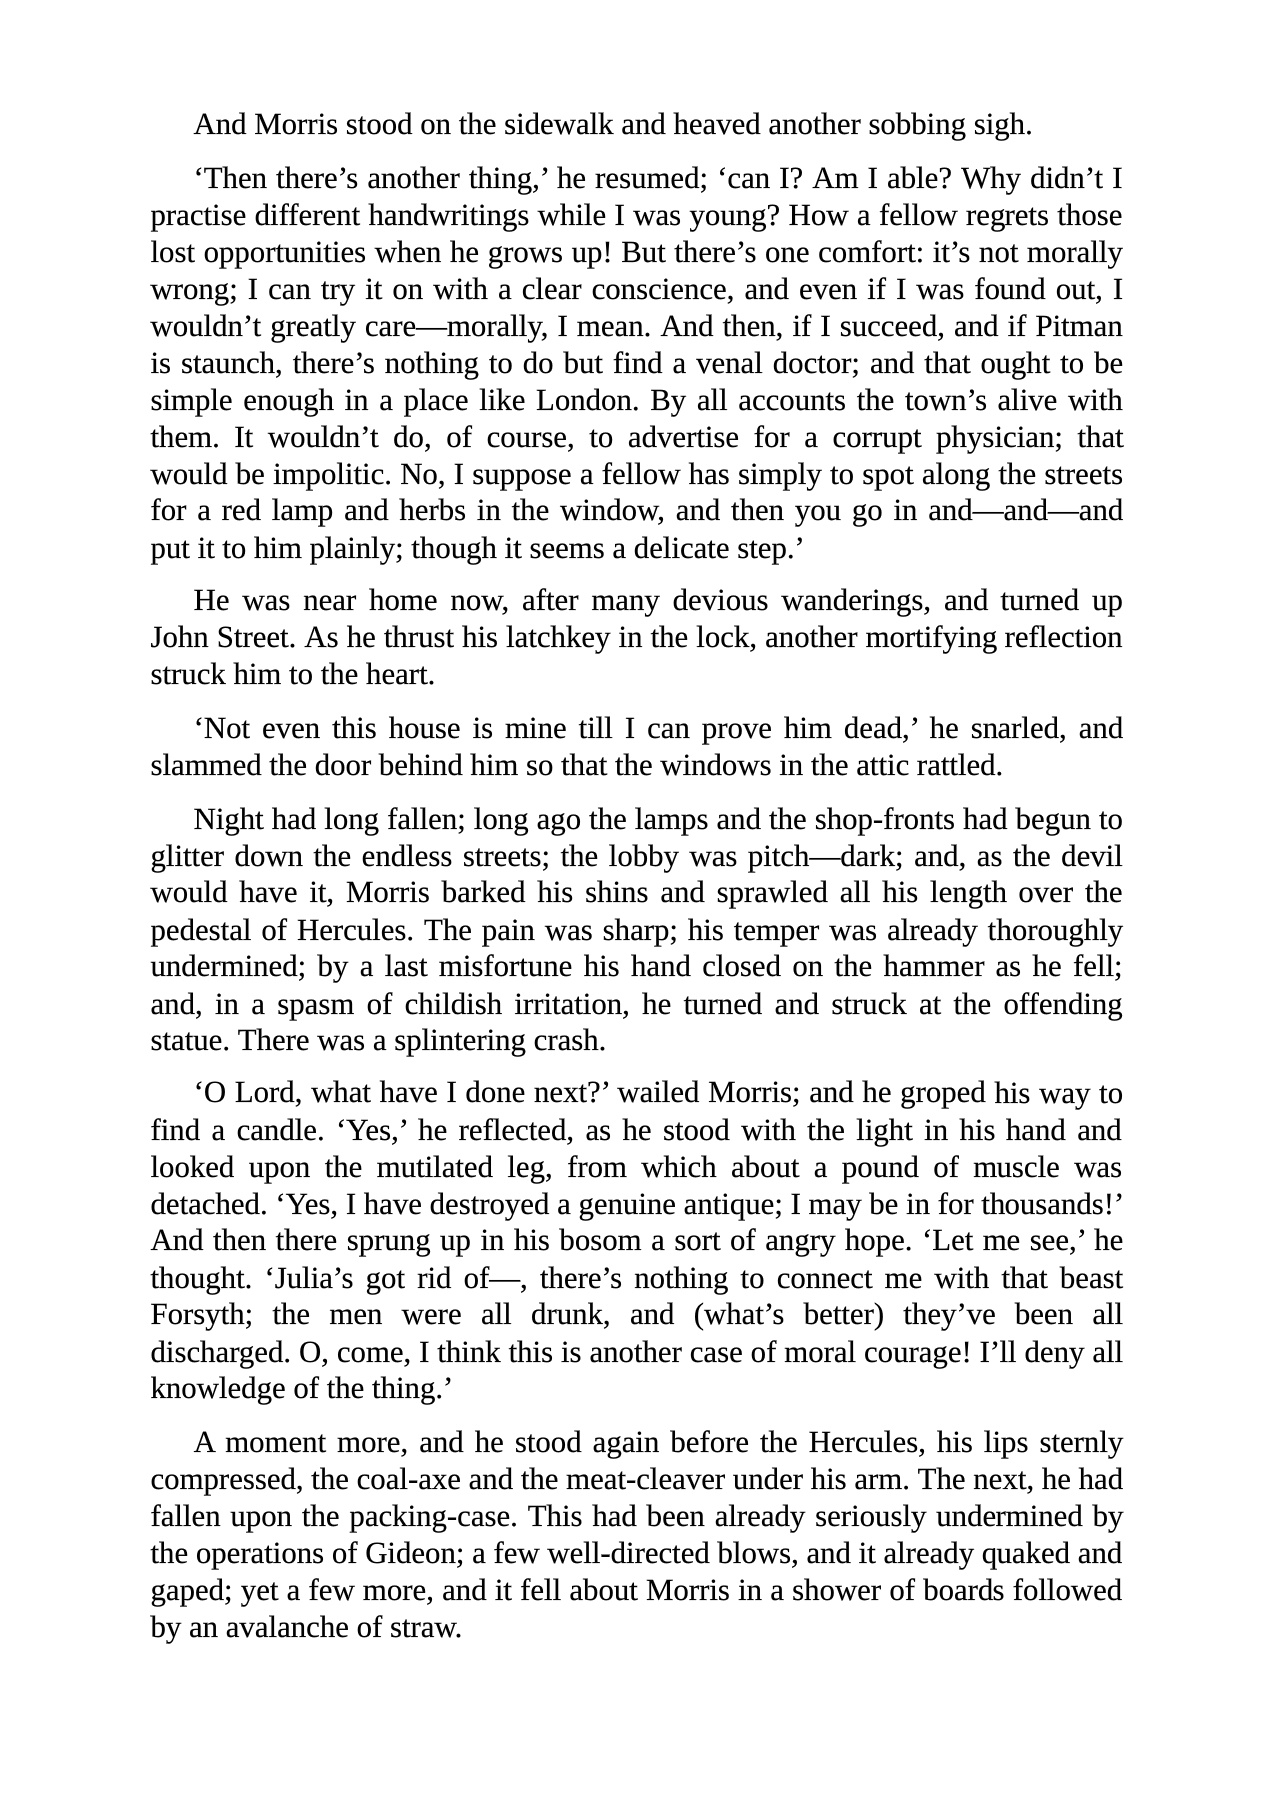 And Morris stood on the sidewalk and heaved another sobbing sigh.
‘Then there’s another thing,’ he resumed; ‘can I? Am I able? Why didn’t I
practise different handwritings while I was young? How a fellow regrets those
lost opportunities when he grows up! But there’s one comfort: it’s not morally
wrong; I can try it on with a clear conscience, and even if I was found out, I
wouldn’t greatly care—morally, I mean. And then, if I succeed, and if Pitman
is staunch, there’s nothing to do but find a venal doctor; and that ought to be
simple enough in a place like London. By all accounts the town’s alive with
them. It wouldn’t do, of course, to advertise for a corrupt physician; that
would be impolitic. No, I suppose a fellow has simply to spot along the streets
for a red lamp and herbs in the window, and then you go in and—and—and
put it to him plainly; though it seems a delicate step.’
He was near home now, after many devious wanderings, and turned up
John Street. As he thrust his latchkey in the lock, another mortifying reflection
struck him to the heart.
‘Not even this house is mine till I can prove him dead,’ he snarled, and
slammed the door behind him so that the windows in the attic rattled.
Night had long fallen; long ago the lamps and the shop-fronts had begun to
glitter down the endless streets; the lobby was pitch—dark; and, as the devil
would have it, Morris barked his shins and sprawled all his length over the
pedestal of Hercules. The pain was sharp; his temper was already thoroughly
undermined; by a last misfortune his hand closed on the hammer as he fell;
and, in a spasm of childish irritation, he turned and struck at the offending
statue. There was a splintering crash.
‘O Lord, what have I done next?’ wailed Morris; and he groped his way to
find a candle. ‘Yes,’ he reflected, as he stood with the light in his hand and
looked upon the mutilated leg, from which about a pound of muscle was
detached. ‘Yes, I have destroyed a genuine antique; I may be in for thousands!’
And then there sprung up in his bosom a sort of angry hope. ‘Let me see,’ he
thought. ‘Julia’s got rid of—, there’s nothing to connect me with that beast
Forsyth; the men were all drunk, and (what’s better) they’ve been all
discharged. O, come, I think this is another case of moral courage! I’ll deny all
knowledge of the thing.’
A moment more, and he stood again before the Hercules, his lips sternly
compressed, the coal-axe and the meat-cleaver under his arm. The next, he had
fallen upon the packing-case. This had been already seriously undermined by
the operations of Gideon; a few well-directed blows, and it already quaked and
gaped; yet a few more, and it fell about Morris in a shower of boards followed
by an avalanche of straw.